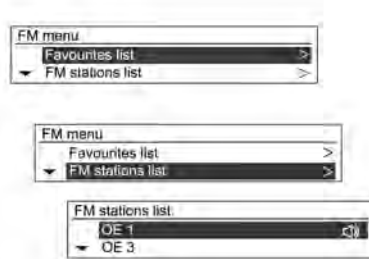 FM menu
Favourites list >
FM stations list >
FM menu
Favourites list >
FM stations list >
FM stations list
OE 1
OE 3